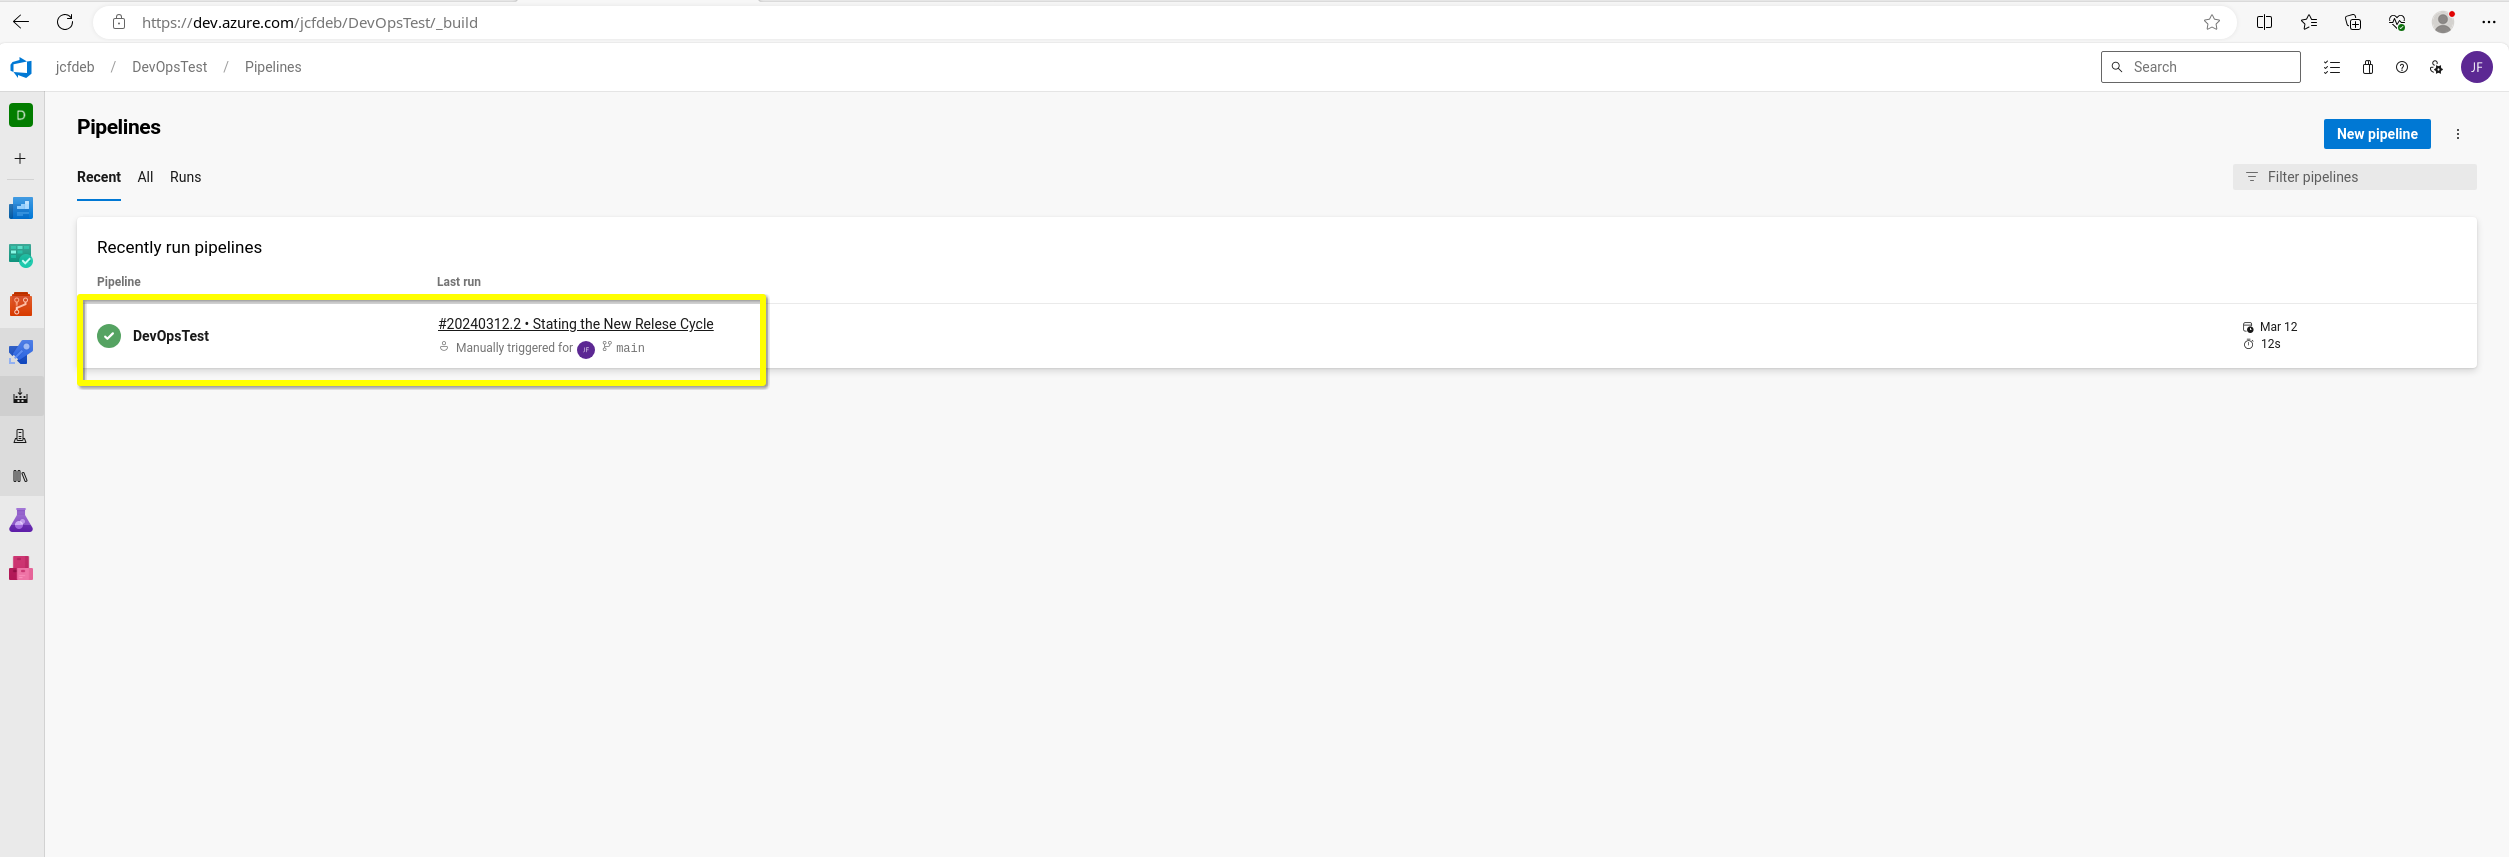 https://dev.azure.com/jcfdeb/DevOpsTest/_build
jcfdeb / DevOpsTest / Pipelines
Search
JF
D
Pipelines
New pipeline
Recent All Runs
Filter pipelines
Recently run pipelines
Pipeline Last run
#20240312.2 • Stating the New Relese Cycle
DevOpsTest
Manually triggered for JF main
Mar 12
12s